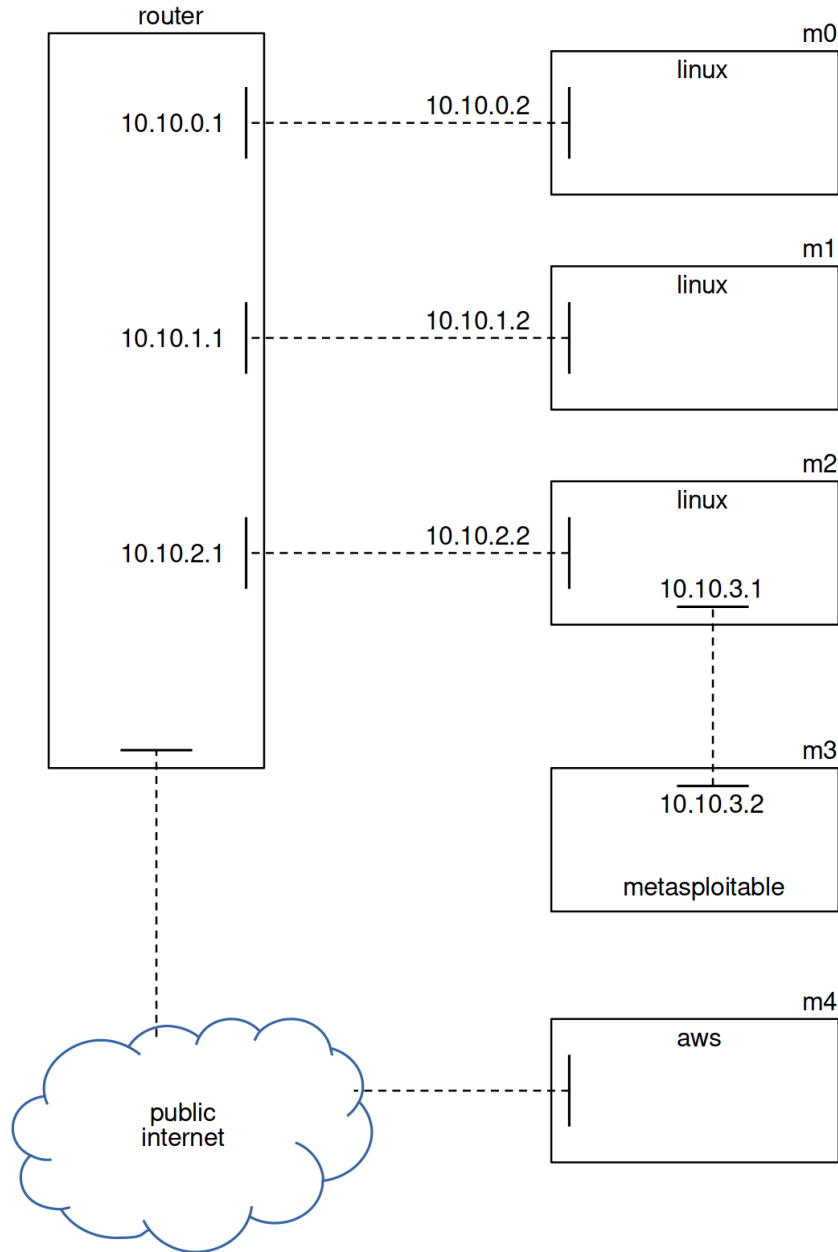 router
m0
linux
10.10.0.1
10.10.0.2
m1
linux
10.10.1.1
10.10.1.2
m2
linux
10.10.2.1
10.10.2.2
10.10.3.1
m3
10.10.3.2
metasploitable
m4
aws
public
internet